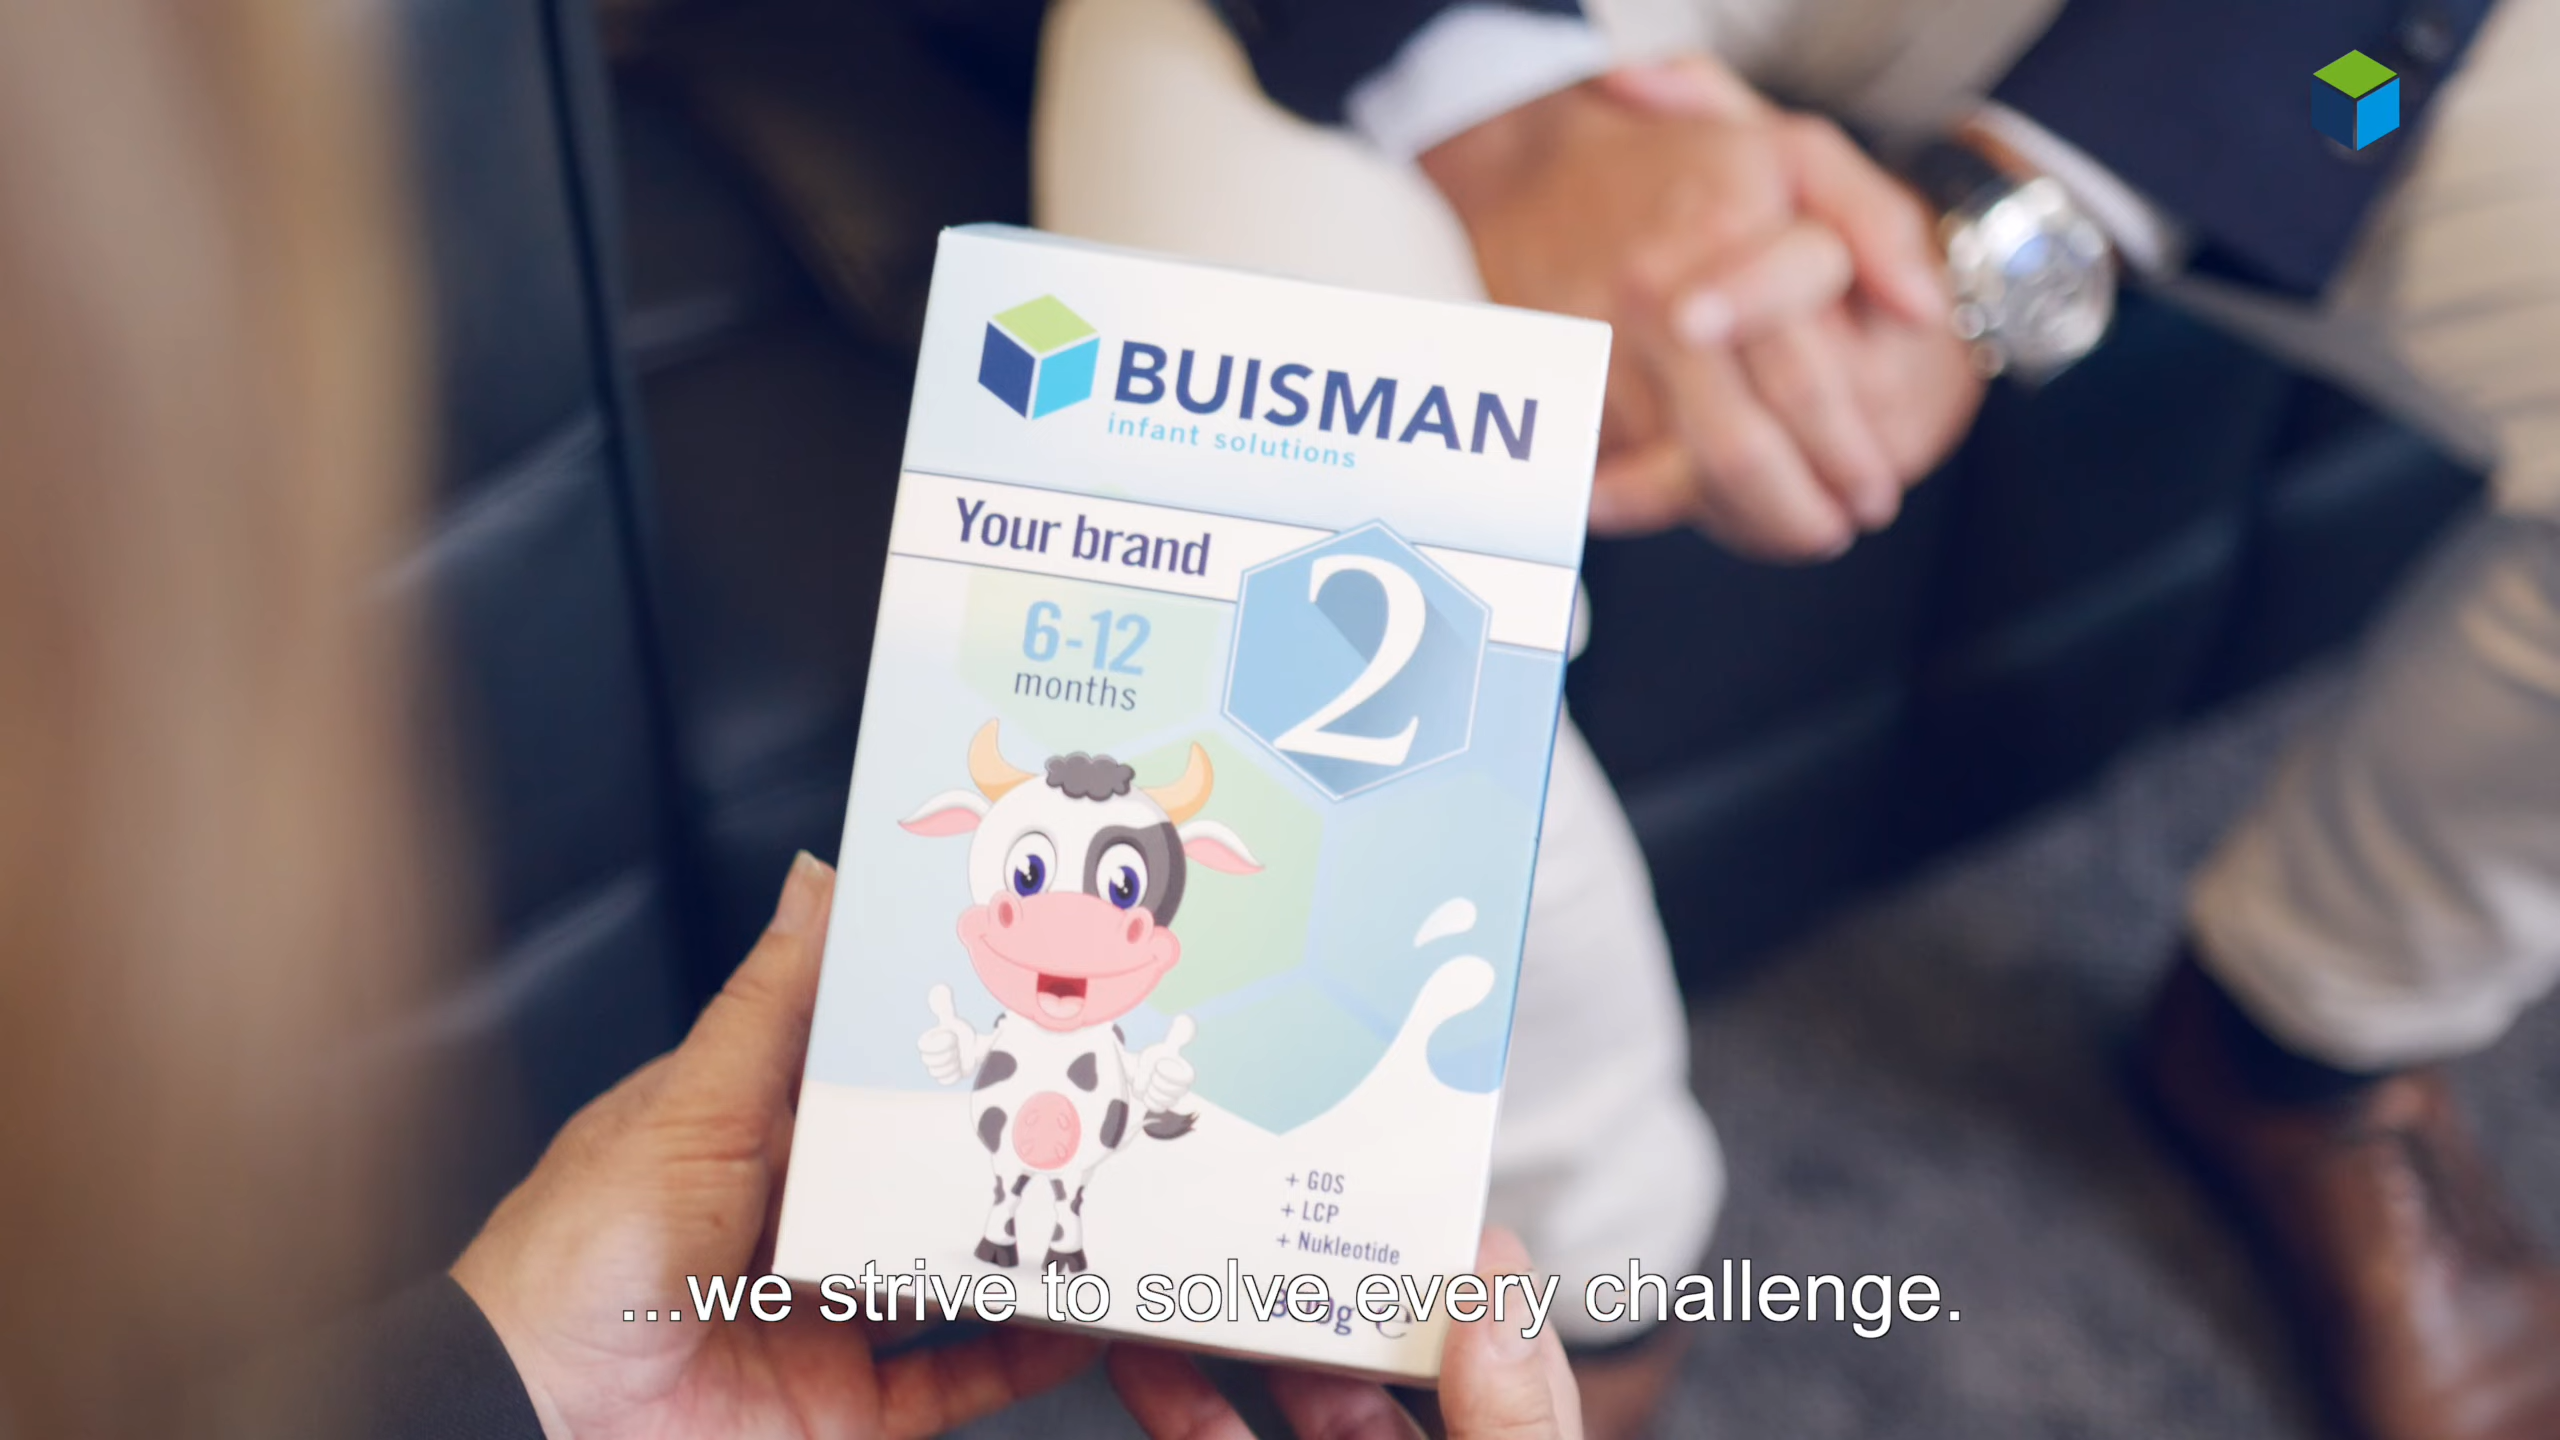 BUISMAN
infant solutions
Your brand
2
6-12
months
+ GOS
+ LCP
+ Nukleotide
...we strive to solve every challenge.